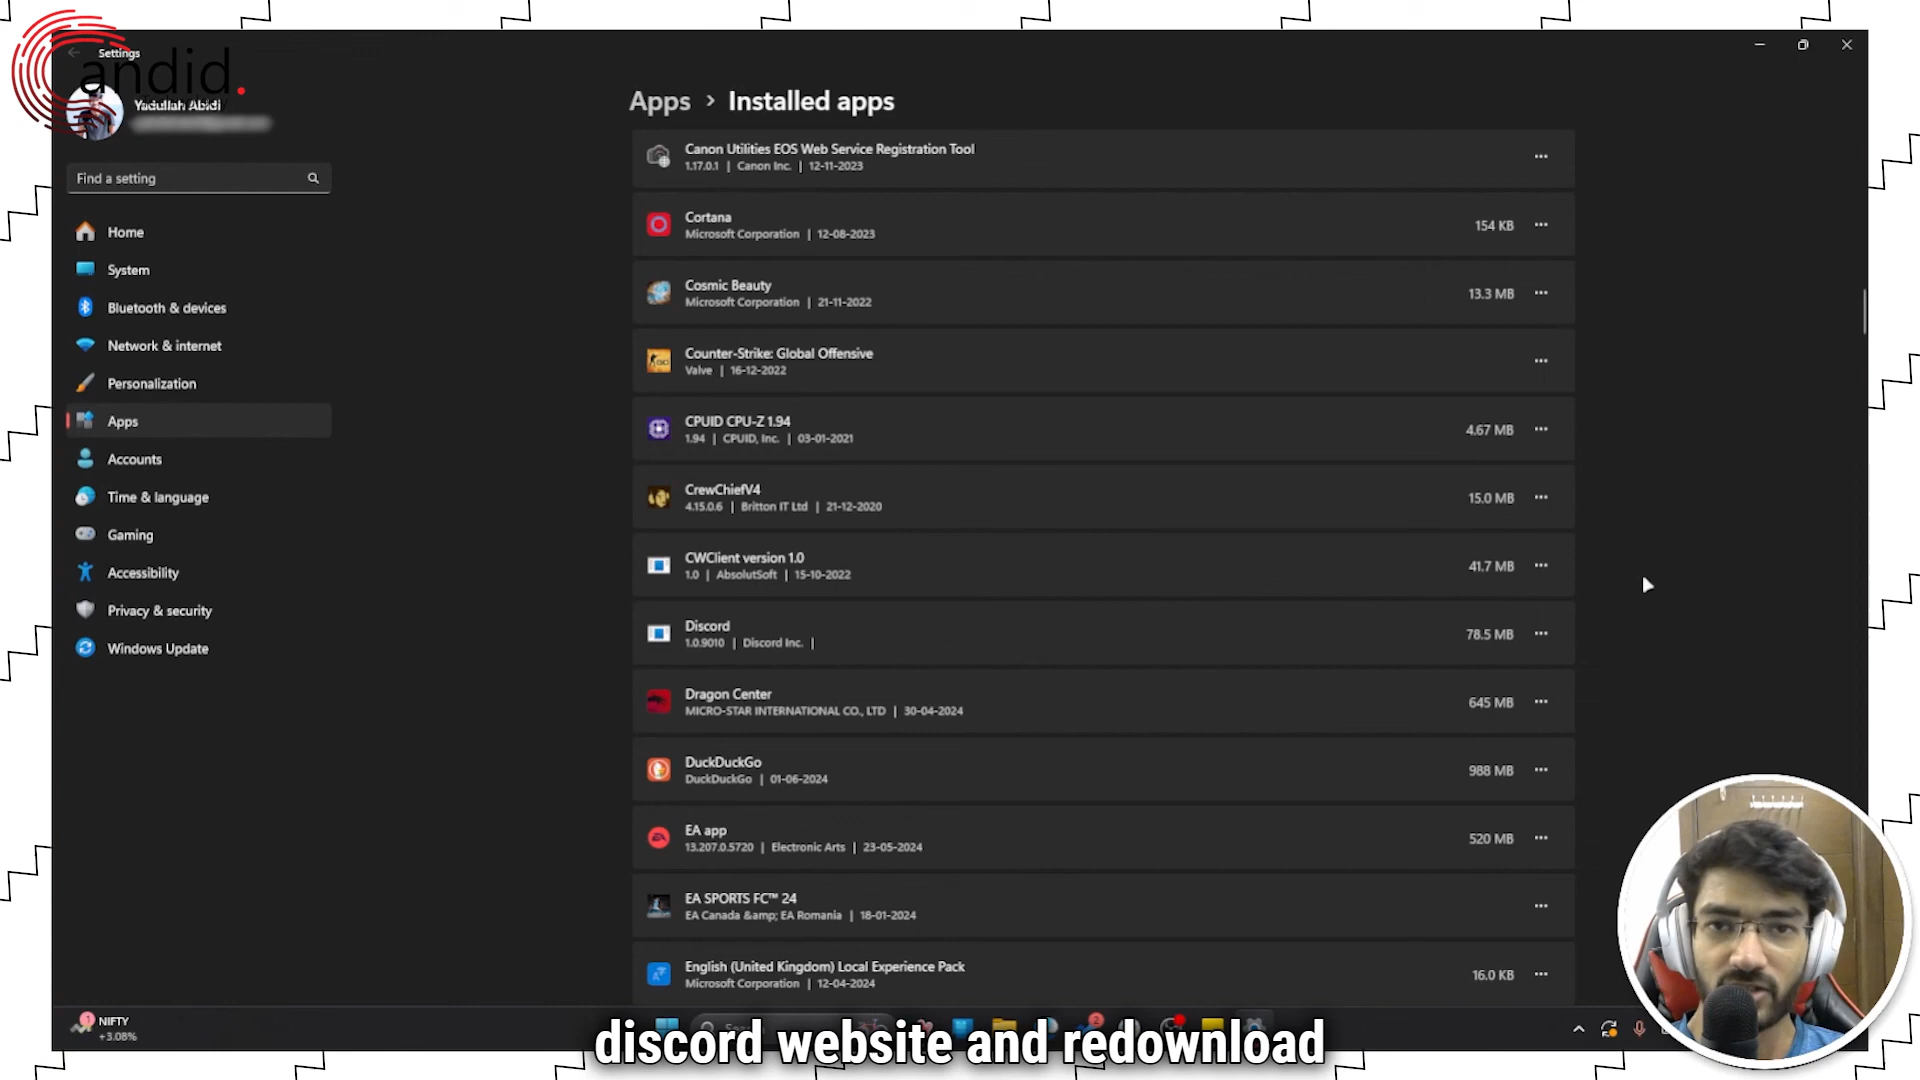 Settings
andid.
Yadullah Abidi
Find a setting
Home
System
Bluetooth & devices
Network & internet
Personalization
Apps
Accounts
Time & language
Gaming
Accessibility
Privacy & security
Windows Update
Apps > Installed apps
Canon Utilities EOS Web Service Registration Tool
1.17.0.1 | Canon Inc. | 12-11-2023
Cortana
Microsoft Corporation | 12-08-2023
154 KB
Cosmic Beauty
Microsoft Corporation | 21-11-2022
13.3 MB
Counter-Strike: Global Offensive
Valve | 16-12-2022
CPUID CPU-Z 1.94
1.94 | CPUID, Inc. | 03-01-2021
4.67 MB
CrewChiefV4
4.15.0.6 | Britton IT Ltd | 21-12-2020
15.0 MB
CWClient version 1.0
1.0 | AbsolutSoft | 15-10-2022
41.7 MB
Discord
1.0.9010 | Discord Inc. |
78.5 MB
Dragon Center
MICRO-STAR INTERNATIONAL CO., LTD | 30-04-2024
645 MB
DuckDuckGo
DuckDuckGo | 01-06-2024
988 MB
EA app
13.207.0.5720 | Electronic Arts | 23-05-2024
520 MB
EA SPORTS FC™ 24
EA Canada &amp; EA Romania | 18-01-2024
English (United Kingdom) Local Experience Pack
Microsoft Corporation | 12-04-2024
16.0 KB
1
NIFTY
+3.08%
2
discord website and redownload